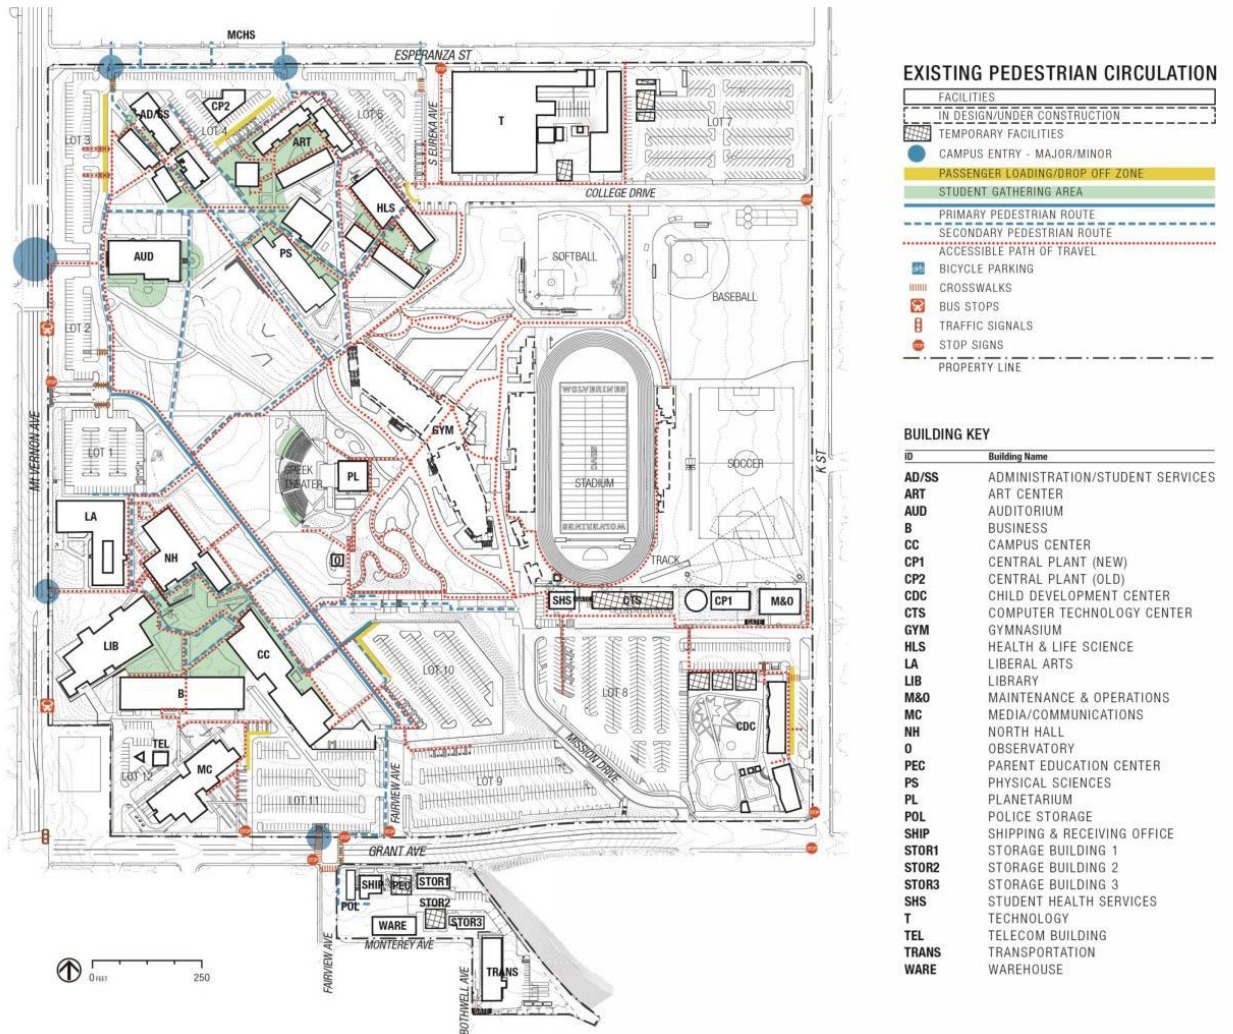 MCHS
ESPERANZA ST
AD/SS
CP2
LOT 3
LOT 4
ART
LOT 5
S EUREKA AVE
T
LOT 7
COLLEGE DRIVE
HLS
AUD
PS
SOFTBALL
BASEBALL
LOT 2
MT VERNON AVE
LOT 1
GYM
WOLVERINES
STADIUM
WOLVERINES
SOCCER
K ST
GREEK
THEATER
PL
LA
NH
O
TRACK
SHS
CTS
CP1
M&O
LIB
CC
B
LOT 10
LOT 8
CDC
TEL
LOT 12
MC
LOT 11
FAIRVIEW AVE
LOT 9
MISSION DRIVE
GRANT AVE
POL
SHIP
PEC
STOR1
STOR2
STOR3
WARE
MONTEREY AVE
FAIRVIEW AVE
BOTHWELL AVE
TRANS
0 FEET
250
EXISTING PEDESTRIAN CIRCULATION
FACILITIES
IN DESIGN/UNDER CONSTRUCTION
TEMPORARY FACILITIES
CAMPUS ENTRY - MAJOR/MINOR
PASSENGER LOADING/DROP OFF ZONE
STUDENT GATHERING AREA
PRIMARY PEDESTRIAN ROUTE
SECONDARY PEDESTRIAN ROUTE
ACCESSIBLE PATH OF TRAVEL
BICYCLE PARKING
CROSSWALKS
BUS STOPS
TRAFFIC SIGNALS
STOP SIGNS
PROPERTY LINE
BUILDING KEY
ID Building Name
AD/SS ADMINISTRATION/STUDENT SERVICES
ART ART CENTER
AUD AUDITORIUM
B BUSINESS
CC CAMPUS CENTER
CP1 CENTRAL PLANT (NEW)
CP2 CENTRAL PLANT (OLD)
CDC CHILD DEVELOPMENT CENTER
CTS COMPUTER TECHNOLOGY CENTER
GYM GYMNASIUM
HLS HEALTH & LIFE SCIENCE
LA LIBERAL ARTS
LIB LIBRARY
M&O MAINTENANCE & OPERATIONS
MC MEDIA/COMMUNICATIONS
NH NORTH HALL
O OBSERVATORY
PEC PARENT EDUCATION CENTER
PS PHYSICAL SCIENCES
PL PLANETARIUM
POL POLICE STORAGE
SHIP SHIPPING & RECEIVING OFFICE
STOR1 STORAGE BUILDING 1
STOR2 STORAGE BUILDING 2
STOR3 STORAGE BUILDING 3
SHS STUDENT HEALTH SERVICES
T TECHNOLOGY
TEL TELECOM BUILDING
TRANS TRANSPORTATION
WARE WAREHOUSE